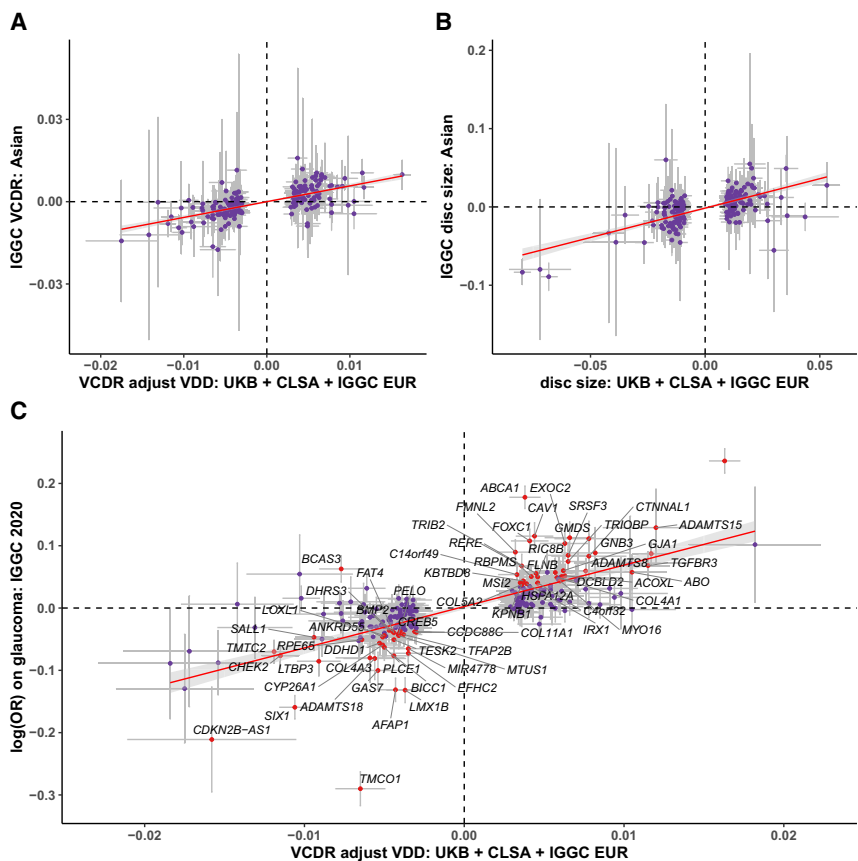 A
B
IGGC VCDR: Asian
0.03
0.00
−0.03
−0.02
−0.01
0.00
0.01
VCDR adjust VDD: UKB + CLSA + IGGC EUR
IGGC disc size: Asian
0.2
0.1
0.0
−0.1
−0.05
0.00
0.05
disc size: UKB + CLSA + IGGC EUR
C
log(OR) on glaucoma: IGGC 2020
0.2
0.1
0.0
−0.1
−0.2
−0.3
ABCA1
EXOC2
FMNL2
CAV1
SRSF3
CTNNAL1
TRIB2
FOXC1
GMDS
TRIOBP
ADAMTS15
RERE
RIC8B
GNB3
GJA1
C14orf49
RBPMS
FLNB
ADAMTS8
TGFBR3
BCAS3
FAT4
KBTBD8
MSI2
DCBLD2
ACOXL
ABO
DHRS3
PELO
COL5A2
HSPA12A
C4orf32
COL4A1
LOXL1
BMP2
KPNB1
SALL1
ANKRD55
CREB5
CCDC88C
COL11A1
IRX1
MYO16
TMTC2
RPE65
DDHD1
TESK2
TFAP2B
CHEK2
LTBP3
COL4A3
PLCE1
MIR4778
MTUS1
CYP26A1
GAS7
BICC1
EFHC2
SIX1
ADAMTS18
LMX1B
CDKN2B−AS1
AFAP1
TMCO1
−0.02
−0.01
0.00
0.01
0.02
VCDR adjust VDD: UKB + CLSA + IGGC EUR